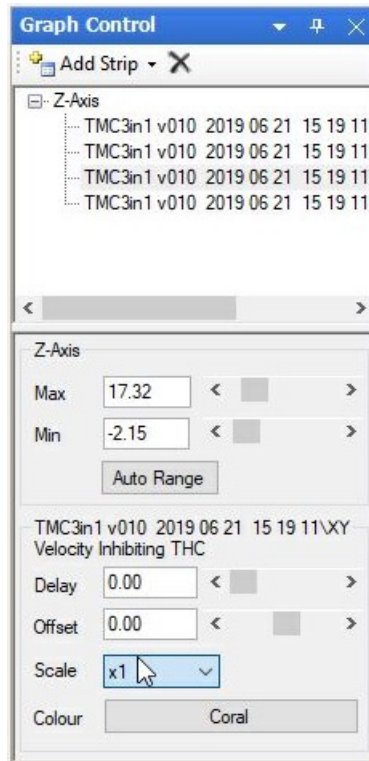 Graph Control
Add Strip
Z-Axis
TMC3in1 v010 2019 06 21 15 19 11
TMC3in1 v010 2019 06 21 15 19 11
TMC3in1 v010 2019 06 21 15 19 11
TMC3in1 v010 2019 06 21 15 19 11
Z-Axis
Max 17.32
Min -2.15
Auto Range
TMC3in1 v010 2019 06 21 15 19 11\XY
Velocity Inhibiting THC
Delay 0.00
Offset 0.00
Scale x1
Colour Coral